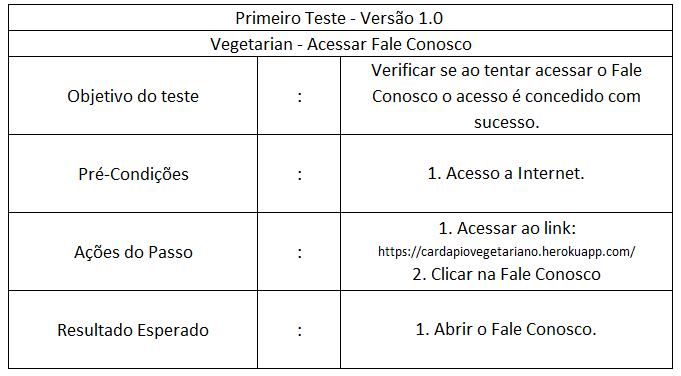 Primeiro Teste - Versão 1.0
Vegetarian - Acessar Fale Conosco
Objetivo do teste : Verificar se ao tentar acessar o Fale
Conosco o acesso é concedido com
sucesso.
Pré-Condições : 1. Acesso a Internet.
Ações do Passo : 1. Acessar ao link:
https://cardapiovegetariano.herokuapp.com/
2. Clicar na Fale Conosco
Resultado Esperado : 1. Abrir o Fale Conosco.